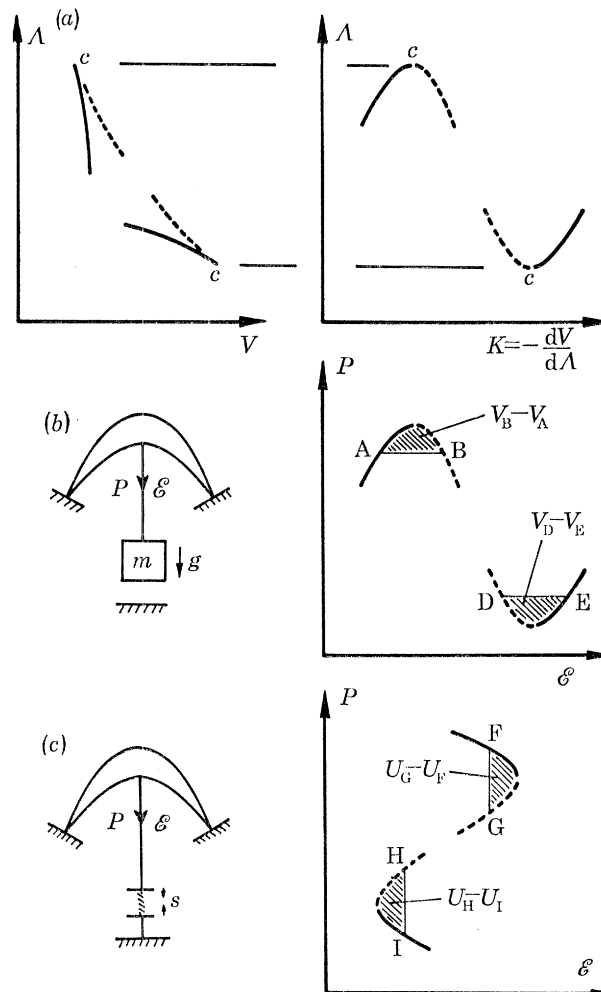 (a)
Λ
c
c
V
Λ
c
c
K=−dV/dΛ
(b)
P ℰ
m
g
P
V_B−V_A
A B
V_D−V_E
D E
ℰ
(c)
P ℰ
s
P
F
U_G−U_F
G
H
U_H−U_I
I
ℰ